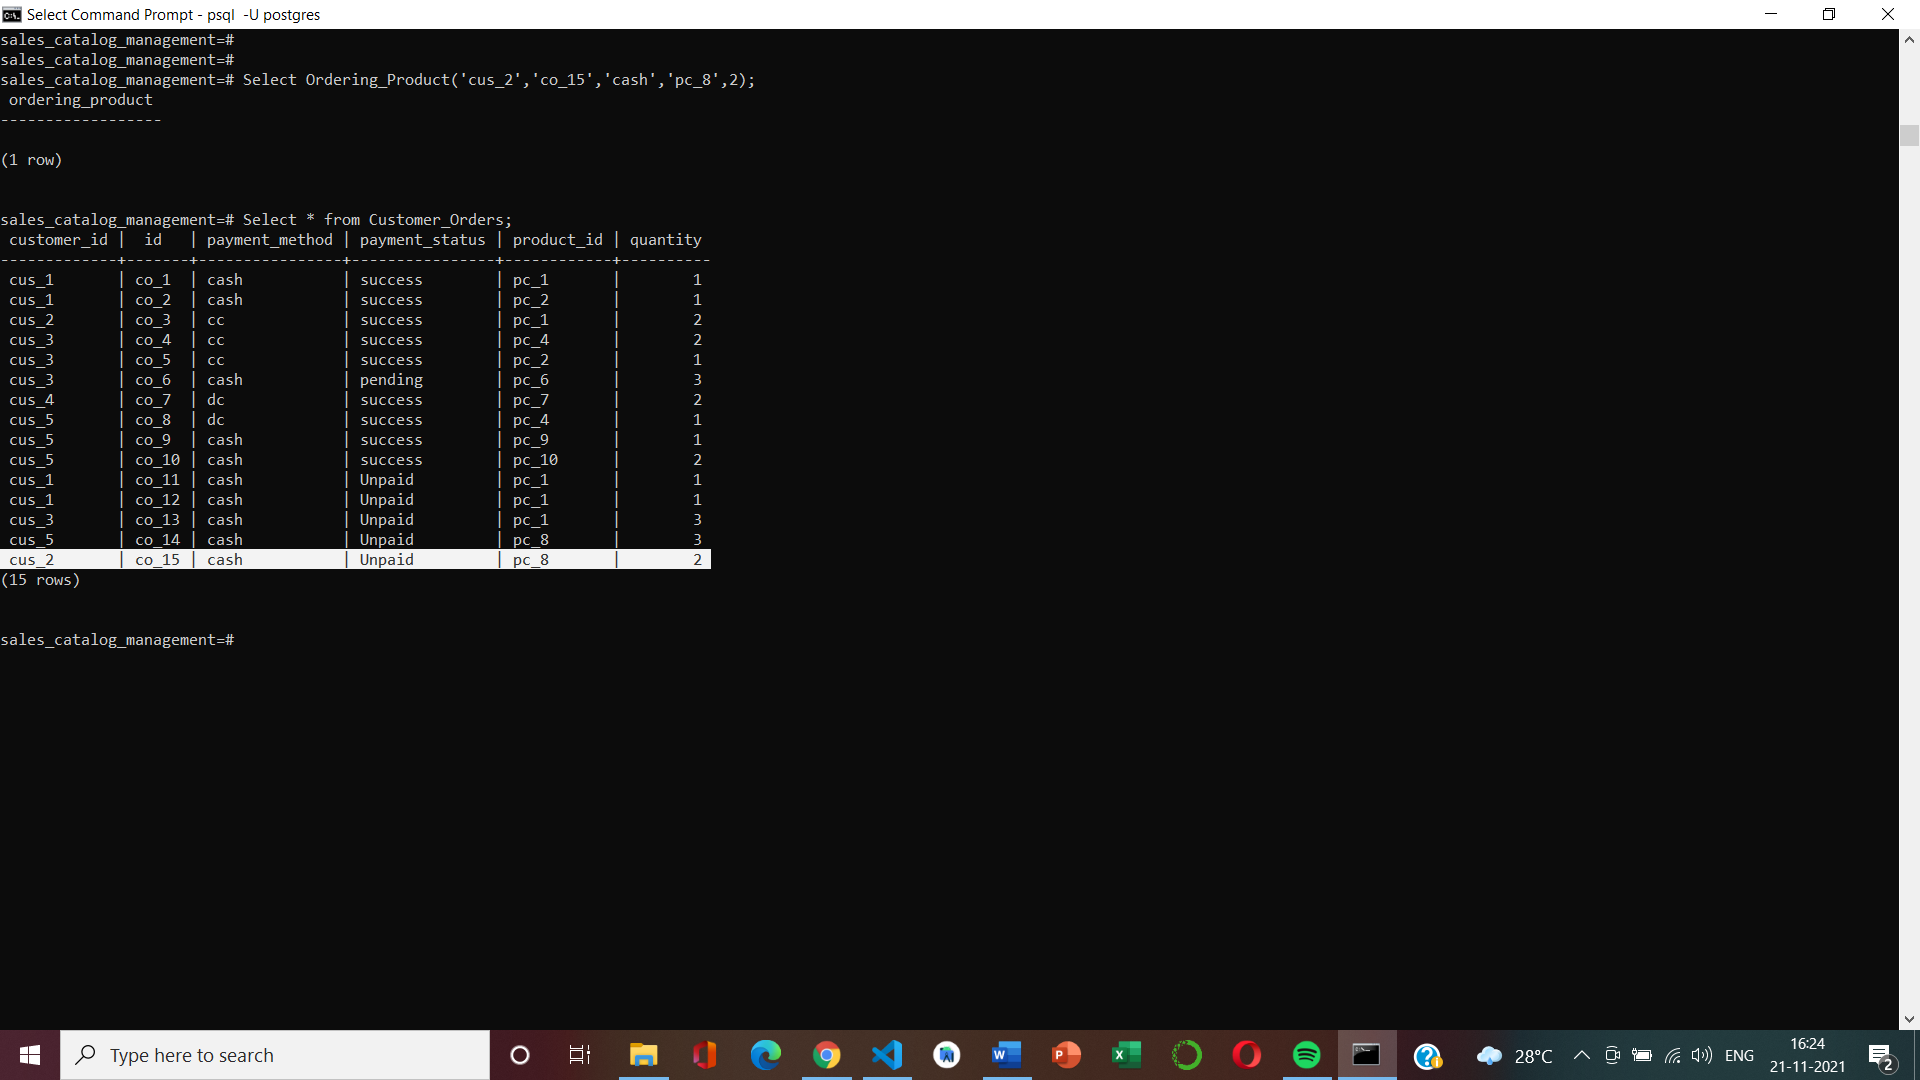 Select Command Prompt - psql  -U postgres
sales_catalog_management=#
sales_catalog_management=#
sales_catalog_management=# Select Ordering_Product('cus_2','co_15','cash','pc_8',2);
 ordering_product
------------------
(1 row)
sales_catalog_management=# Select * from Customer_Orders;
 customer_id |  id   | payment_method | payment_status | product_id | quantity
-------------+-------+----------------+----------------+------------+----------
 cus_1       | co_1  | cash           | success        | pc_1       |        1
 cus_1       | co_2  | cash           | success        | pc_2       |        1
 cus_2       | co_3  | cc             | success        | pc_1       |        2
 cus_3       | co_4  | cc             | success        | pc_4       |        2
 cus_3       | co_5  | cc             | success        | pc_2       |        1
 cus_3       | co_6  | cash           | pending        | pc_6       |        3
 cus_4       | co_7  | dc             | success        | pc_7       |        2
 cus_5       | co_8  | dc             | success        | pc_4       |        1
 cus_5       | co_9  | cash           | success        | pc_9       |        1
 cus_5       | co_10 | cash           | success        | pc_10      |        2
 cus_1       | co_11 | cash           | Unpaid         | pc_1       |        1
 cus_1       | co_12 | cash           | Unpaid         | pc_1       |        1
 cus_3       | co_13 | cash           | Unpaid         | pc_1       |        3
 cus_5       | co_14 | cash           | Unpaid         | pc_8       |        3
 cus_2       | co_15 | cash           | Unpaid         | pc_8       |        2
(15 rows)
sales_catalog_management=#
Type here to search
28°C
ENG
16:24
21-11-2021
2